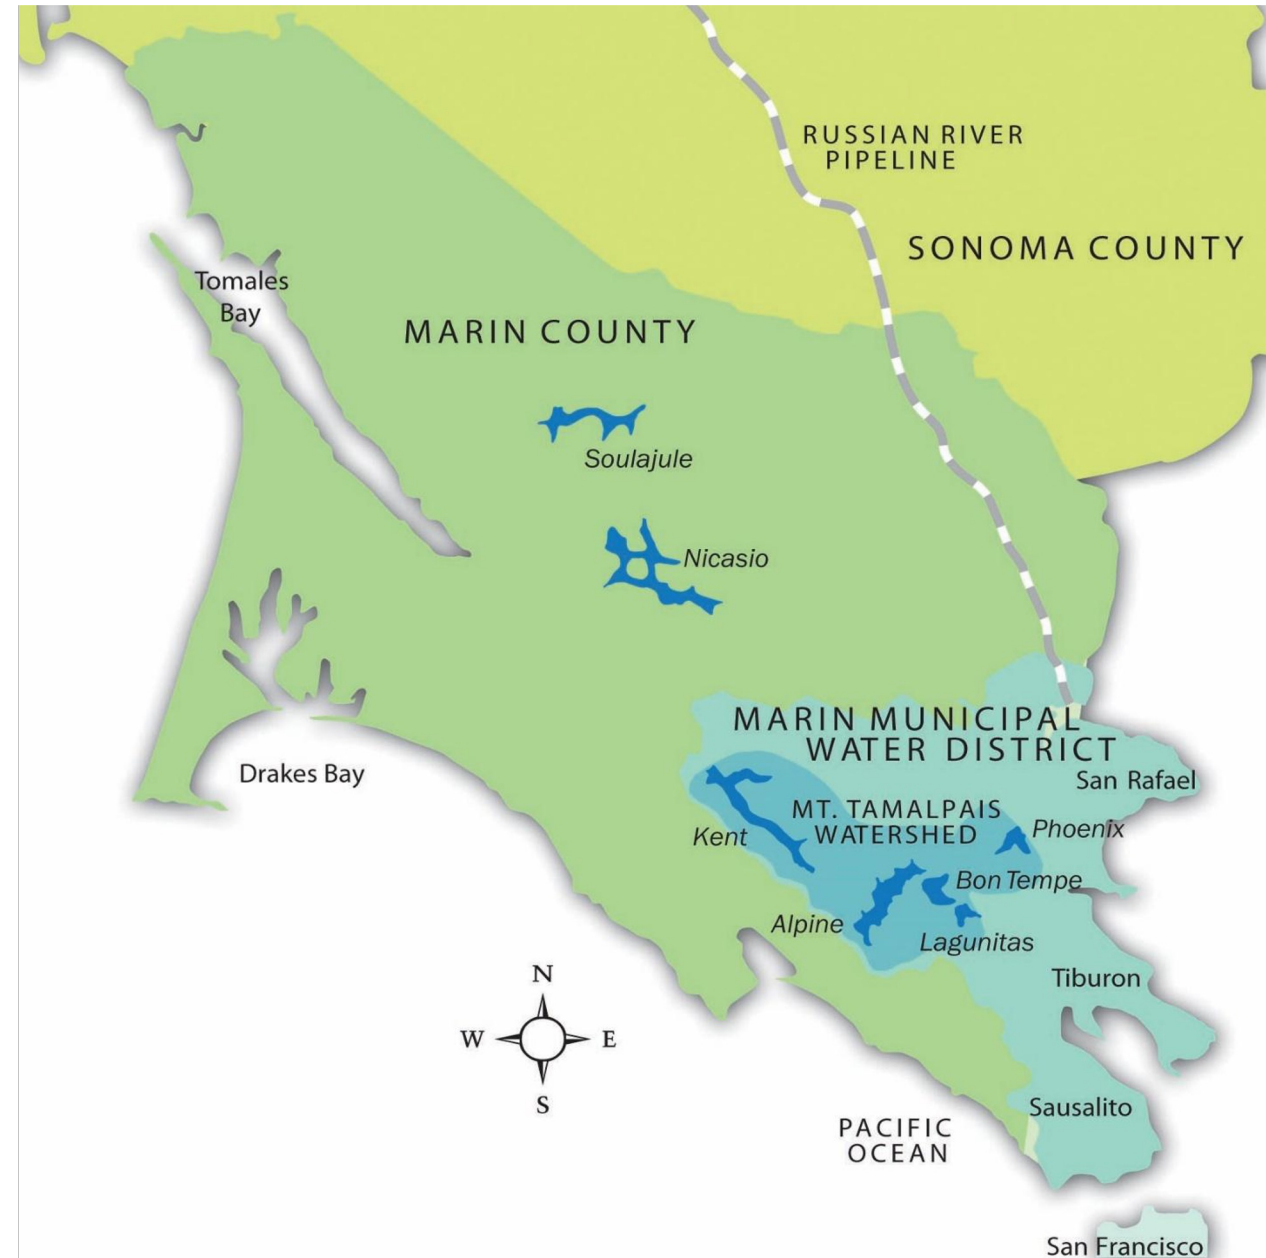 RUSSIAN RIVER
PIPELINE
SONOMA COUNTY
Tomales
Bay
MARIN COUNTY
Soulajule
Nicasio
MARIN MUNICIPAL
WATER DISTRICT
Drakes Bay
San Rafael
MT. TAMALPAIS
WATERSHED
Kent
Phoenix
Bon Tempe
Alpine
Lagunitas
Tiburon
N
W
E
S
Sausalito
PACIFIC
OCEAN
San Francisco